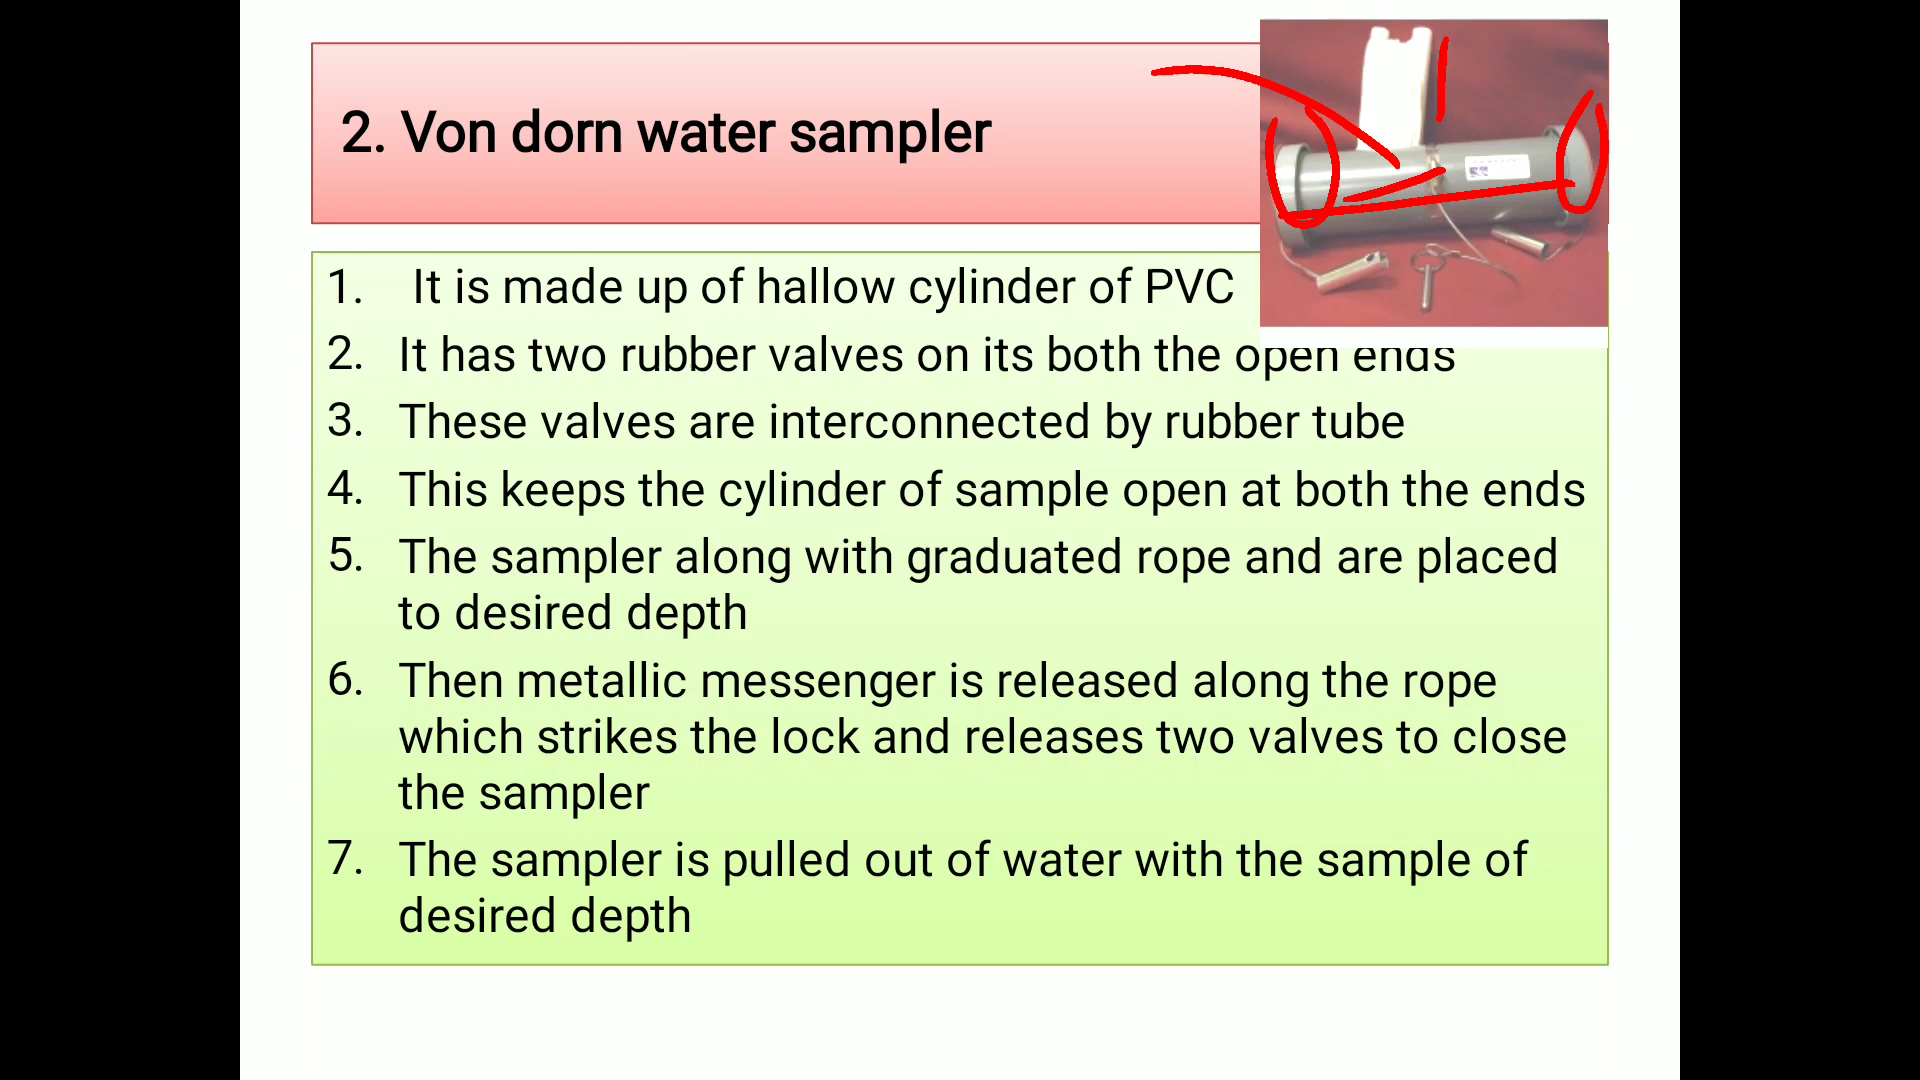 2. Von dorn water sampler
1. It is made up of hallow cylinder of PVC
2. It has two rubber valves on its both the open ends
3. These valves are interconnected by rubber tube
4. This keeps the cylinder of sample open at both the ends
5. The sampler along with graduated rope and are placed
to desired depth
6. Then metallic messenger is released along the rope
which strikes the lock and releases two valves to close
the sampler
7. The sampler is pulled out of water with the sample of
desired depth